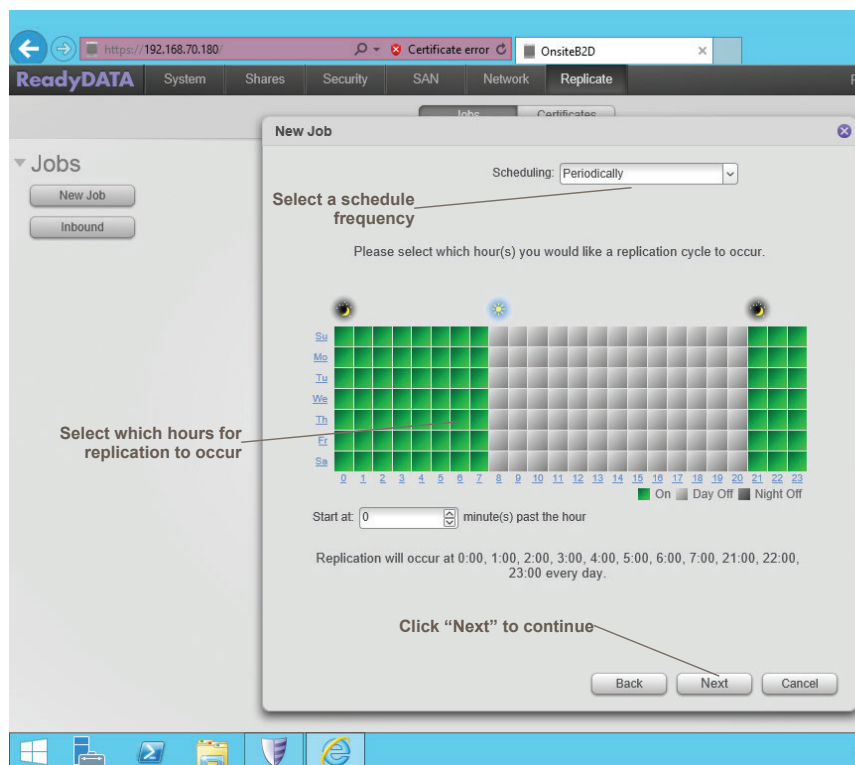 https://192.168.70.180/
Certificate error
OnsiteB2D
ReadyDATA System Shares Security SAN Network Replicate
Jobs Certificates
New Job
Jobs
New Job
Inbound
Scheduling: Periodically
Select a schedule
frequency
Please select which hour(s) you would like a replication cycle to occur.
Su
Mo
Tu
We
Th
Fr
Sa
Select which hours for
replication to occur
0 1 2 3 4 5 6 7 8 9 10 11 12 13 14 15 16 17 18 19 20 21 22 23
On Day Off Night Off
Start at: 0 minute(s) past the hour
Replication will occur at 0:00, 1:00, 2:00, 3:00, 4:00, 5:00, 6:00, 7:00, 21:00, 22:00,
23:00 every day.
Click “Next” to continue
Back Next Cancel